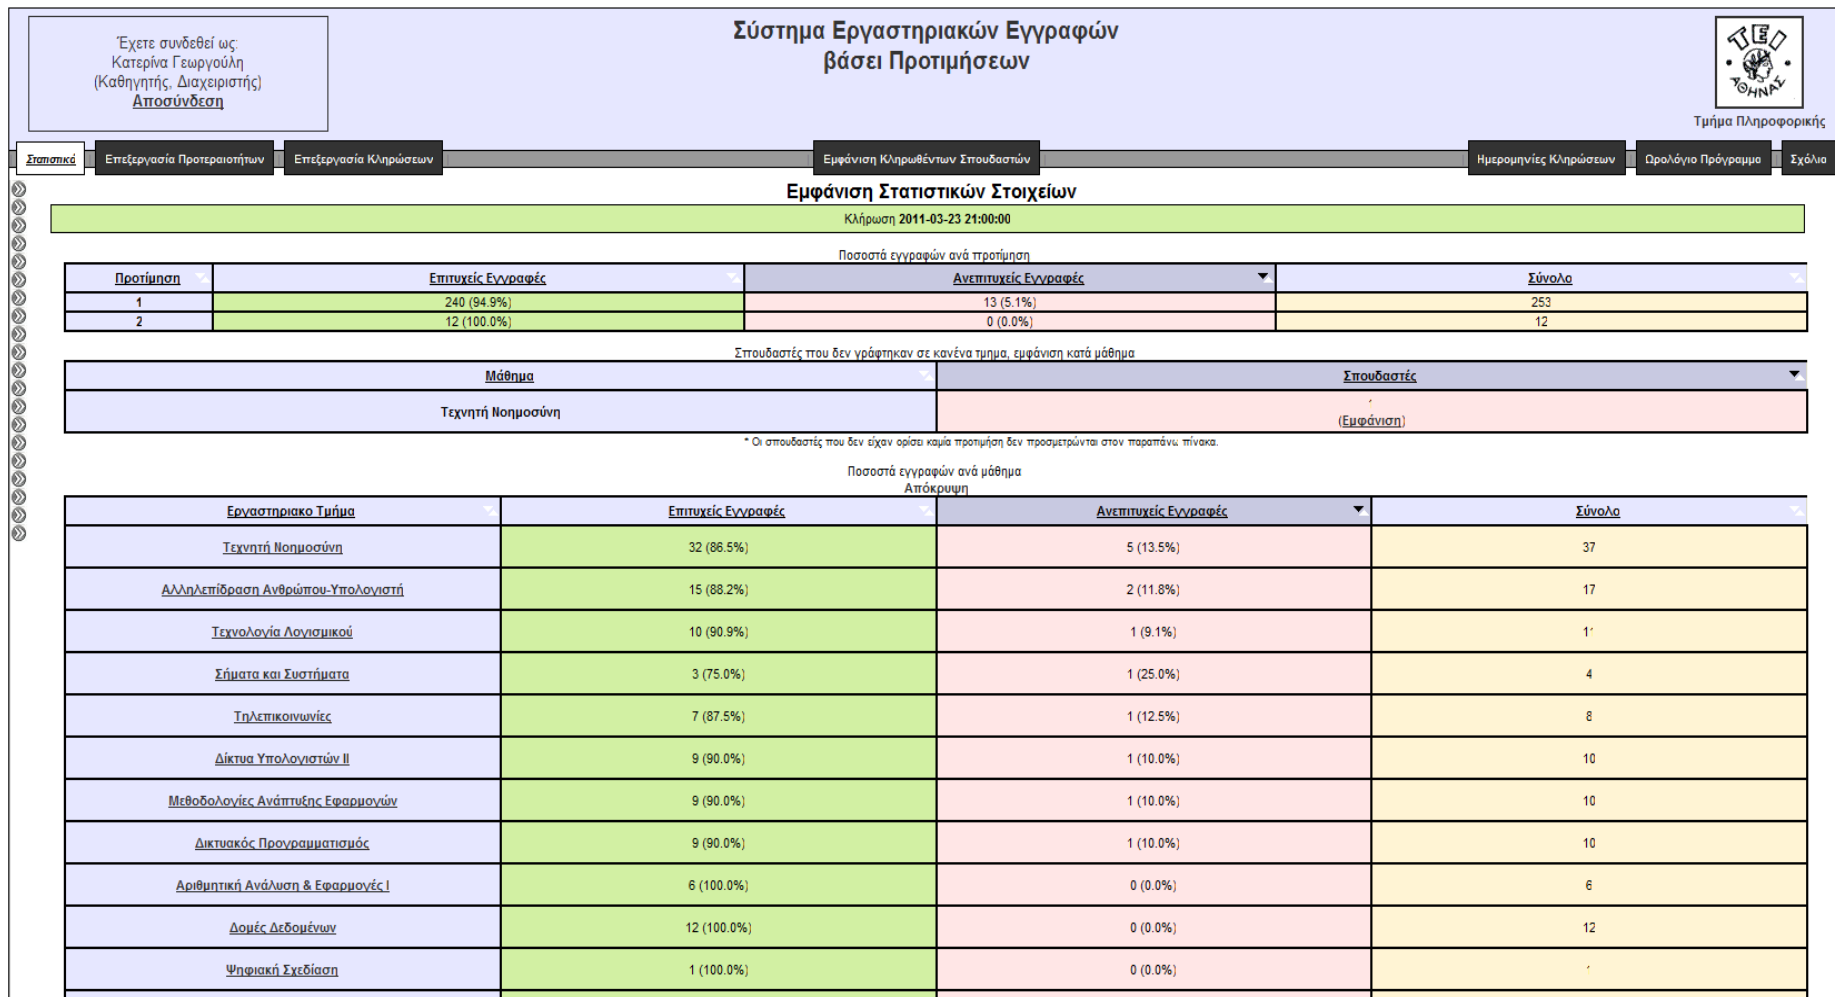 Έχετε συνδεθεί ως:
Κατερίνα Γεωργούλη
(Καθηγητής, Διαχειριστής)
Αποσύνδεση
Σύστημα Εργαστηριακών Εγγραφών
βάσει Προτιμήσεων
ΤΕΙ
ΑΘΗΝΑΣ
Τμήμα Πληροφορικής
Στατιστικά Επεξεργασία Προτεραιοτήτων Επεξεργασία Κληρώσεων Εμφάνιση Κληρωθέντων Σπουδαστών Ημερομηνίες Κληρώσεων Ωρολόγιο Πρόγραμμα Σχόλια
Εμφάνιση Στατιστικών Στοιχείων
Κλήρωση 2011-03-23 21:00:00
Ποσοστά εγγραφών ανά προτίμηση
Προτίμηση Επιτυχείς Εγγραφές Ανεπιτυχείς Εγγραφές Σύνολο
1 240 (94.9%) 13 (5.1%) 253
2 12 (100.0%) 0 (0.0%) 12
Σπουδαστές που δεν γράφτηκαν σε κανένα τμημα, εμφάνιση κατά μάθημα
Μάθημα Σπουδαστές
Τεχνητή Νοημοσύνη
(Εμφάνιση)
* Οι σπουδαστές που δεν είχαν ορίσει καμία προτιμήση δεν προσμετρώνται στον παραπάνω πίνακα.
Ποσοστά εγγραφών ανά μάθημα
Απόκρυψη
Εργαστηριακο Τμήμα Επιτυχείς Εγγραφές Ανεπιτυχείς Εγγραφές Σύνολο
Τεχνητή Νοημοσύνη 32 (86.5%) 5 (13.5%) 37
Αλληλεπίδραση Ανθρώπου-Υπολογιστή 15 (88.2%) 2 (11.8%) 17
Τεχνολογία Λογισμικού 10 (90.9%) 1 (9.1%) 11
Σήματα και Συστήματα 3 (75.0%) 1 (25.0%) 4
Τηλεπικοινωνίες 7 (87.5%) 1 (12.5%) 8
Δίκτυα Υπολογιστών ΙΙ 9 (90.0%) 1 (10.0%) 10
Μεθοδολογίες Ανάπτυξης Εφαρμογών 9 (90.0%) 1 (10.0%) 10
Δικτυακός Προγραμματισμός 9 (90.0%) 1 (10.0%) 10
Αριθμητική Ανάλυση & Εφαρμογές Ι 6 (100.0%) 0 (0.0%) 6
Δομές Δεδομένων 12 (100.0%) 0 (0.0%) 12
Ψηφιακή Σχεδίαση 1 (100.0%) 0 (0.0%)